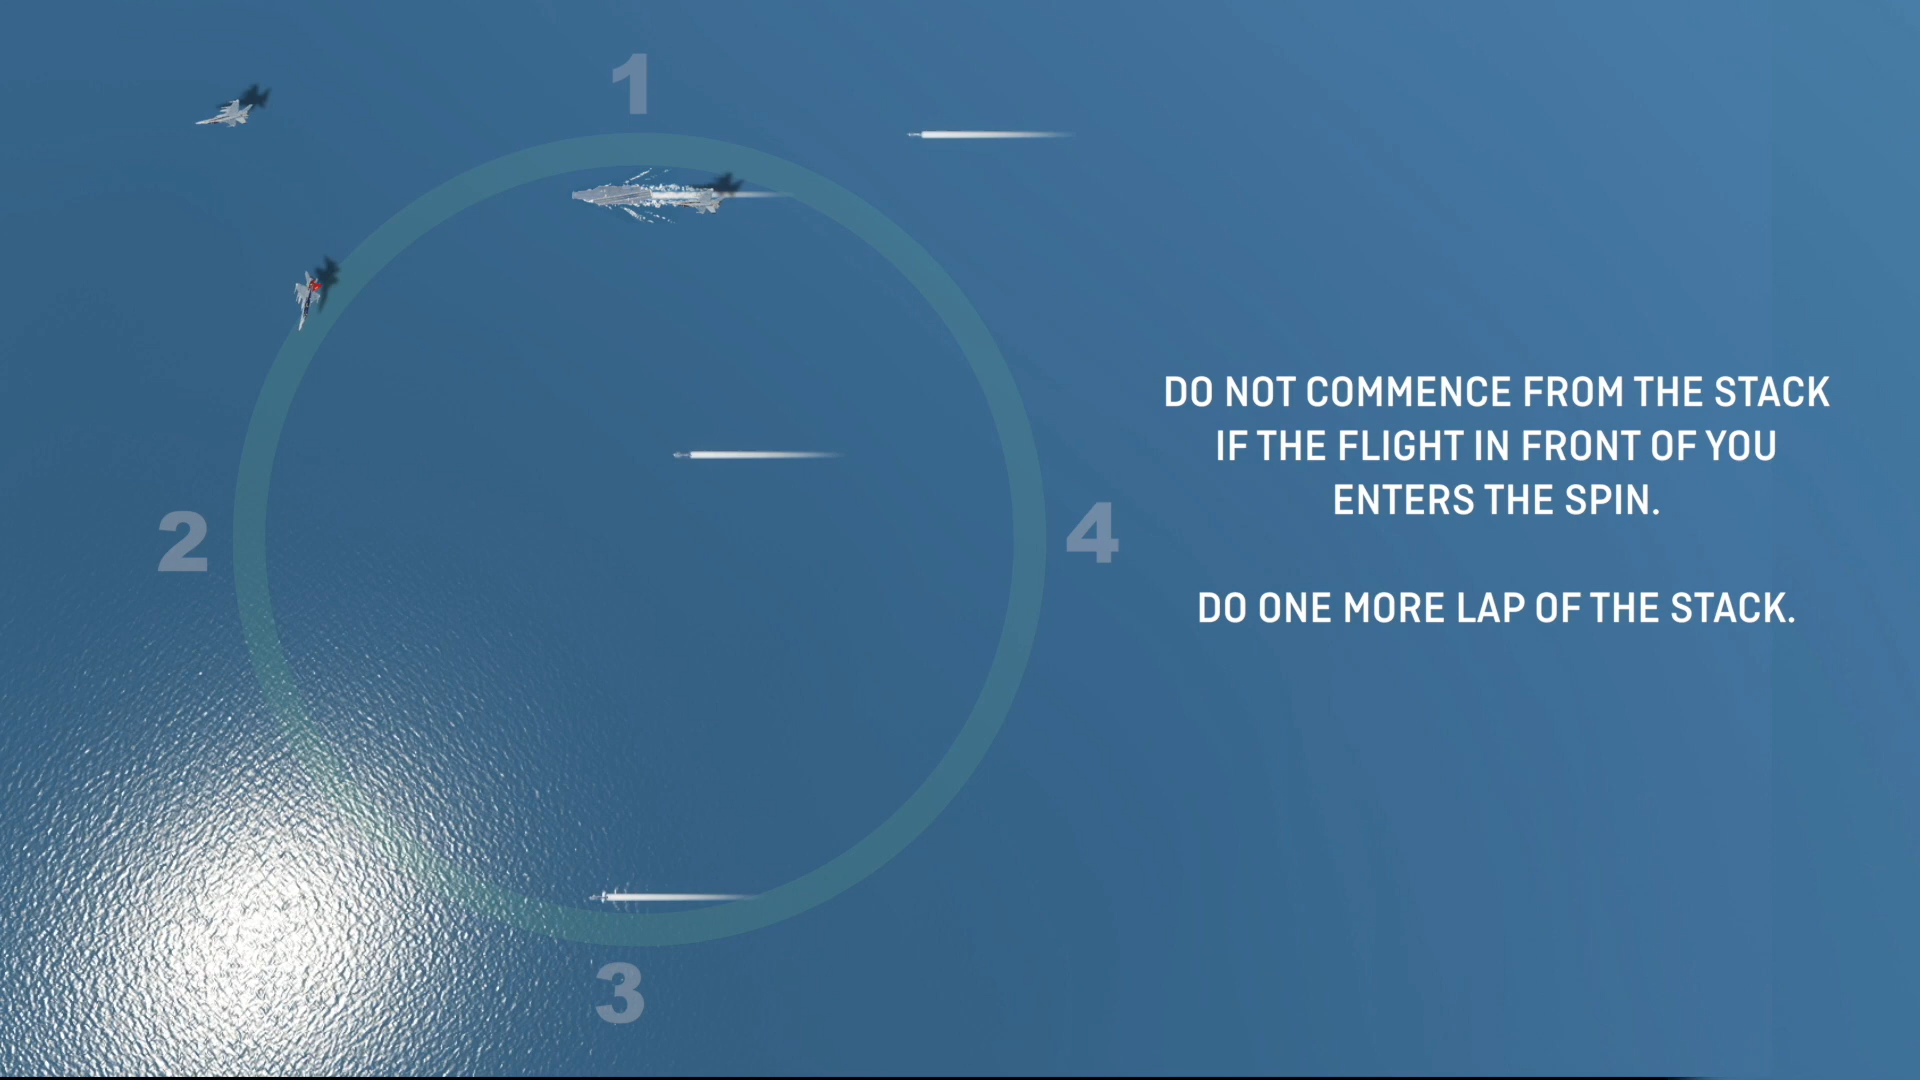 1
2
4
3
DO NOT COMMENCE FROM THE STACK
IF THE FLIGHT IN FRONT OF YOU
ENTERS THE SPIN.
DO ONE MORE LAP OF THE STACK.